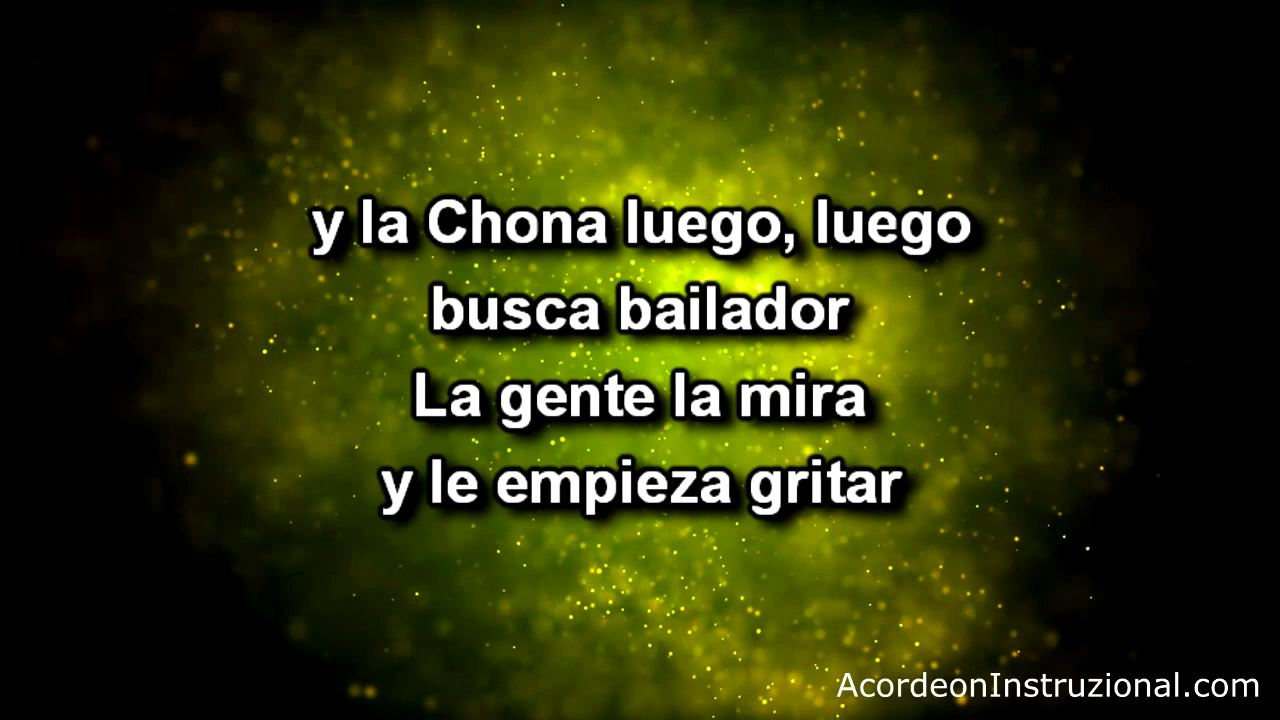 y la Chona luego, luego
busca bailador
La gente la mira
y le empieza gritar
AcordeonInstruzional.com